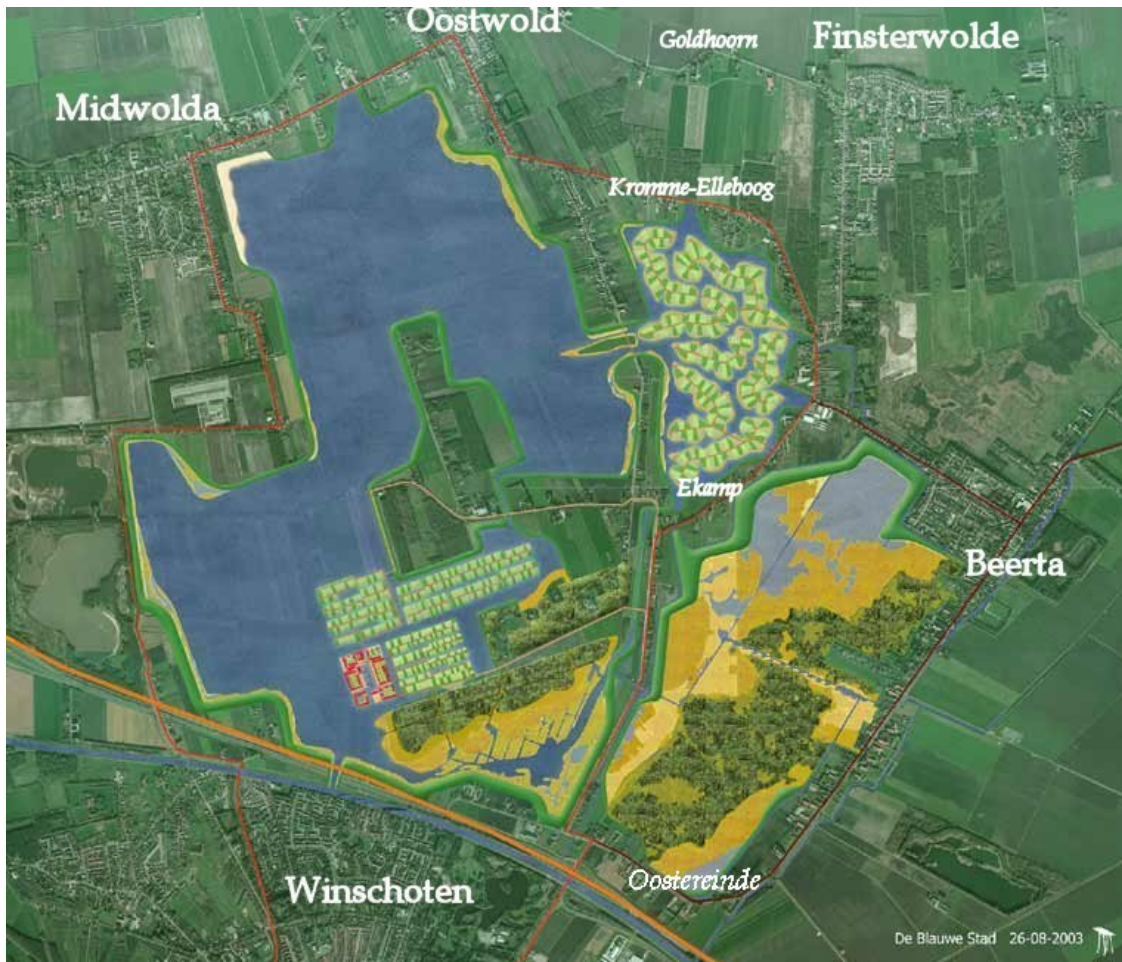 Oostwold
Goldhoorn
Finsterwolde
Midwolda
Kromme-Elleboog
Ekamp
Beerta
Oostereinde
Winschoten
De Blauwe Stad 26-08-2003